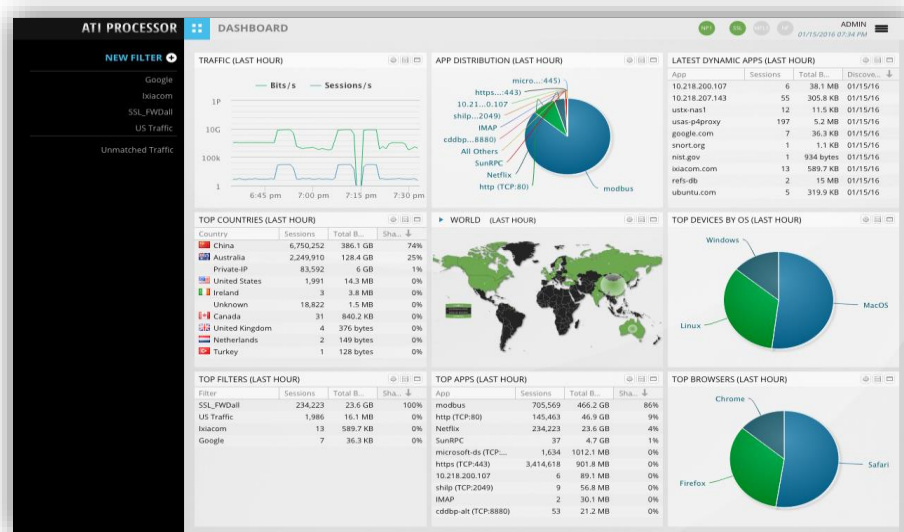 ATI PROCESSOR
DASHBOARD
ADMIN
01/15/2016 07:34 PM
NEW FILTER
Google
Ixiacom
SSL_FWDall
US Traffic
Unmatched Traffic
TRAFFIC (LAST HOUR)
Bits/s Sessions/s
1P
10G
100k
1
6:45 pm 7:00 pm 7:15 pm 7:30 pm
APP DISTRIBUTION (LAST HOUR)
micro...:445)
https...:443)
10.21...0.107
shilp...:2049)
IMAP
cddbp...8880)
All Others
SunRPC
Netflix
http (TCP:80)
modbus
LATEST DYNAMIC APPS (LAST HOUR)
App Sessions Total B... Discove...
10.218.200.107 6 38.1 MB 01/15/16
10.218.207.143 55 305.8 KB 01/15/16
ustx-nas1 12 11.5 KB 01/15/16
usas-p4proxy 197 5.2 MB 01/15/16
google.com 7 36.3 KB 01/15/16
snort.org 1 1.1 KB 01/15/16
nist.gov 1 934 bytes 01/15/16
ixiacom.com 13 589.7 KB 01/15/16
refs-db 2 15 MB 01/15/16
ubuntu.com 5 319.9 KB 01/15/16
TOP COUNTRIES (LAST HOUR)
Country Sessions Total B... Sha...
China 6,750,252 386.1 GB 74%
Australia 2,249,910 128.4 GB 25%
Private-IP 83,592 6 GB 1%
United States 1,991 14.3 MB 0%
Ireland 3 3.8 MB 0%
Unknown 18,822 1.5 MB 0%
Canada 31 840.2 KB 0%
United Kingdom 4 376 bytes 0%
Netherlands 2 149 bytes 0%
Turkey 1 128 bytes 0%
WORLD (LAST HOUR)
TOP DEVICES BY OS (LAST HOUR)
Windows
MacOS
Linux
TOP FILTERS (LAST HOUR)
Filter Sessions Total B... Sha...
SSL_FWDall 234,223 23.6 GB 100%
US Traffic 1,986 16.1 MB 0%
Ixiacom 13 589.7 KB 0%
Google 7 36.3 KB 0%
TOP APPS (LAST HOUR)
App Sessions Total B... Sha...
modbus 705,569 466.2 GB 86%
http (TCP:80) 145,463 46.9 GB 9%
Netflix 234,223 23.6 GB 4%
SunRPC 37 4.7 GB 1%
microsoft-ds (TCP:... 1,634 1012.1 MB 0%
https (TCP:443) 3,414,618 901.8 MB 0%
10.218.200.107 6 89.1 MB 0%
shilp (TCP:2049) 9 56.8 MB 0%
IMAP 2 30.1 MB 0%
cddbp-alt (TCP:8880) 53 21.2 MB 0%
TOP BROWSERS (LAST HOUR)
Chrome
Safari
Firefox